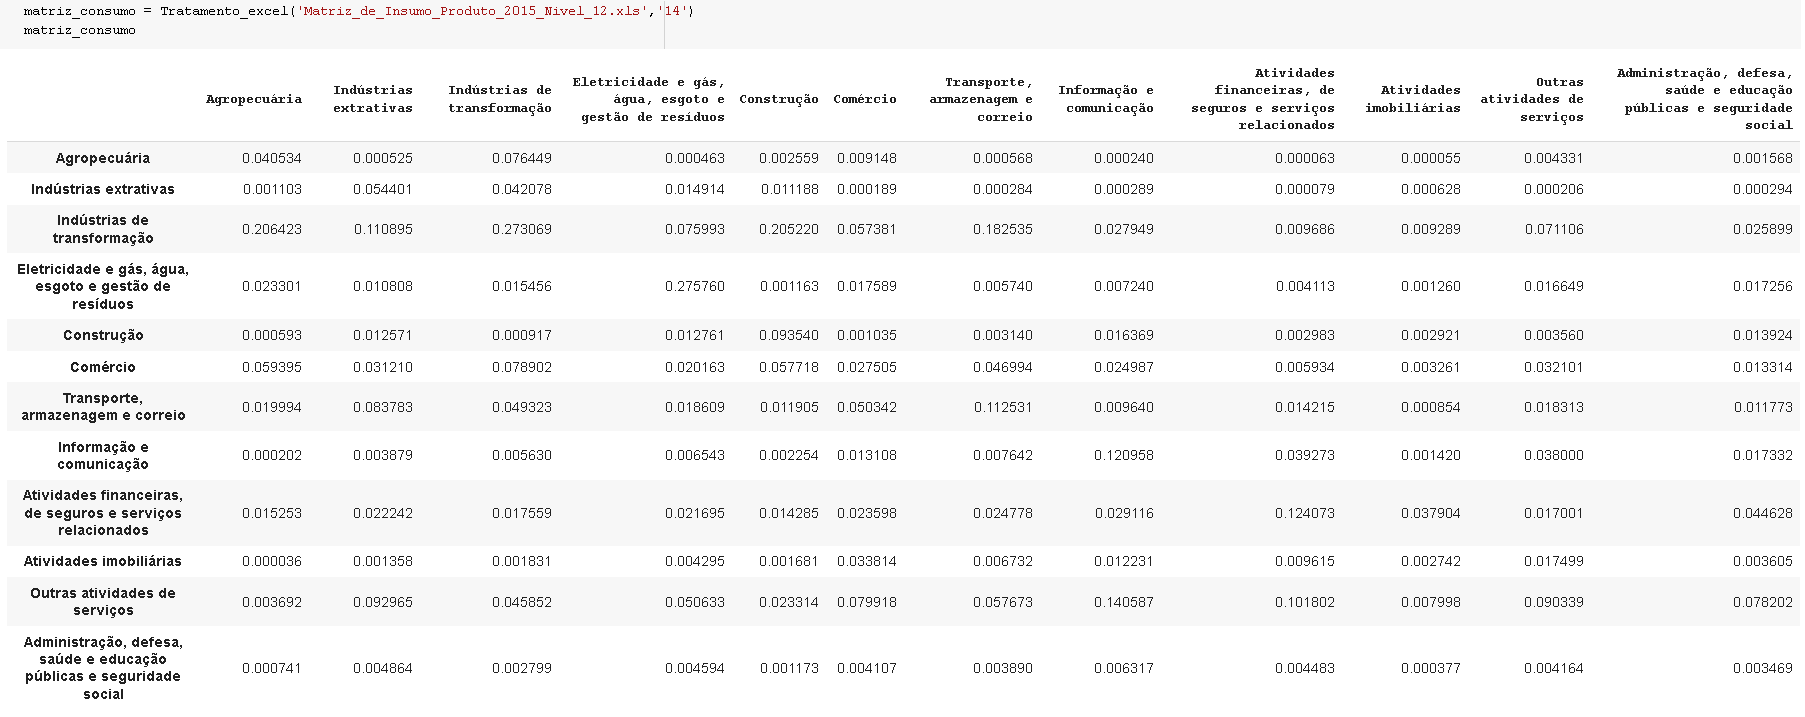 matriz_consumo = Tratamento_excel('Matriz_de_Insumo_Produto_2015_Nivel_12.xls','14')
matriz_consumo
Agropecuária Indústrias extrativas Indústrias de transformação Eletricidade e gás, água, esgoto e gestão de resíduos Construção Comércio Transporte, armazenagem e correio Informação e comunicação Atividades financeiras, de seguros e serviços relacionados Atividades imobiliárias Outras atividades de serviços Administração, defesa, saúde e educação públicas e seguridade social
Agropecuária 0.040534 0.000525 0.076449 0.000463 0.002559 0.009148 0.000568 0.000240 0.000063 0.000055 0.004331 0.001568
Indústrias extrativas 0.001103 0.054401 0.042078 0.014914 0.011188 0.000189 0.000284 0.000289 0.000079 0.000628 0.000206 0.000294
Indústrias de transformação 0.206423 0.110895 0.273069 0.075993 0.205220 0.057381 0.182535 0.027949 0.009686 0.009289 0.071106 0.025899
Eletricidade e gás, água, esgoto e gestão de resíduos 0.023301 0.010808 0.015456 0.275760 0.001163 0.017589 0.005740 0.007240 0.004113 0.001260 0.016649 0.017256
Construção 0.000593 0.012571 0.000917 0.012761 0.093540 0.001035 0.003140 0.016369 0.002983 0.002921 0.003560 0.013924
Comércio 0.059395 0.031210 0.078902 0.020163 0.057718 0.027505 0.046994 0.024987 0.005934 0.003261 0.032101 0.013314
Transporte, armazenagem e correio 0.019994 0.083783 0.049323 0.018609 0.011905 0.050342 0.112531 0.009640 0.014215 0.000854 0.018313 0.011773
Informação e comunicação 0.000202 0.003879 0.005630 0.006543 0.002254 0.013108 0.007642 0.120958 0.039273 0.001420 0.038000 0.017332
Atividades financeiras, de seguros e serviços relacionados 0.015253 0.022242 0.017559 0.021695 0.014285 0.023598 0.024778 0.029116 0.124073 0.037904 0.017001 0.044628
Atividades imobiliárias 0.000036 0.001358 0.001831 0.004295 0.001681 0.033814 0.006732 0.012231 0.009615 0.002742 0.017499 0.003605
Outras atividades de serviços 0.003692 0.092965 0.045852 0.050633 0.023314 0.079918 0.057673 0.140587 0.101802 0.007998 0.090339 0.078202
Administração, defesa, saúde e educação públicas e seguridade social 0.000741 0.004864 0.002799 0.004594 0.001173 0.004107 0.003890 0.006317 0.004483 0.000377 0.004164 0.003469